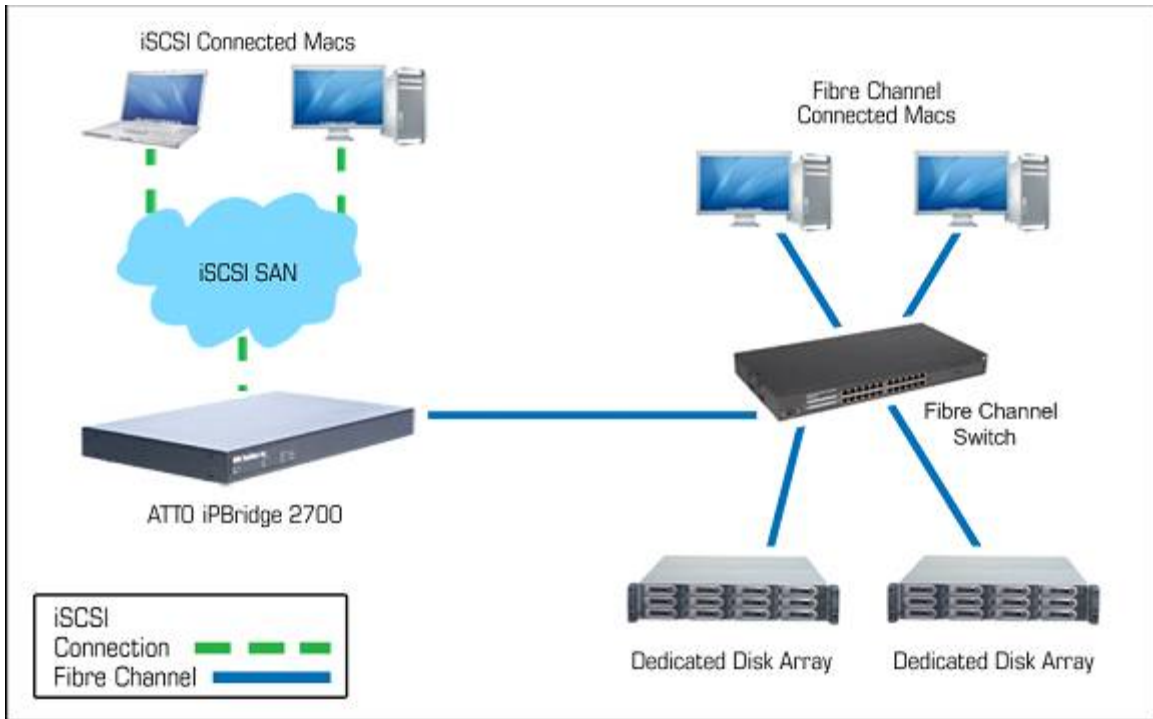 iSCSI Connected Macs
Fibre Channel
Connected Macs
iSCSI SAN
Fibre Channel
Switch
ATTO iPBridge 2700
Dedicated Disk Array
Dedicated Disk Array
iSCSI
Connection
Fibre Channel